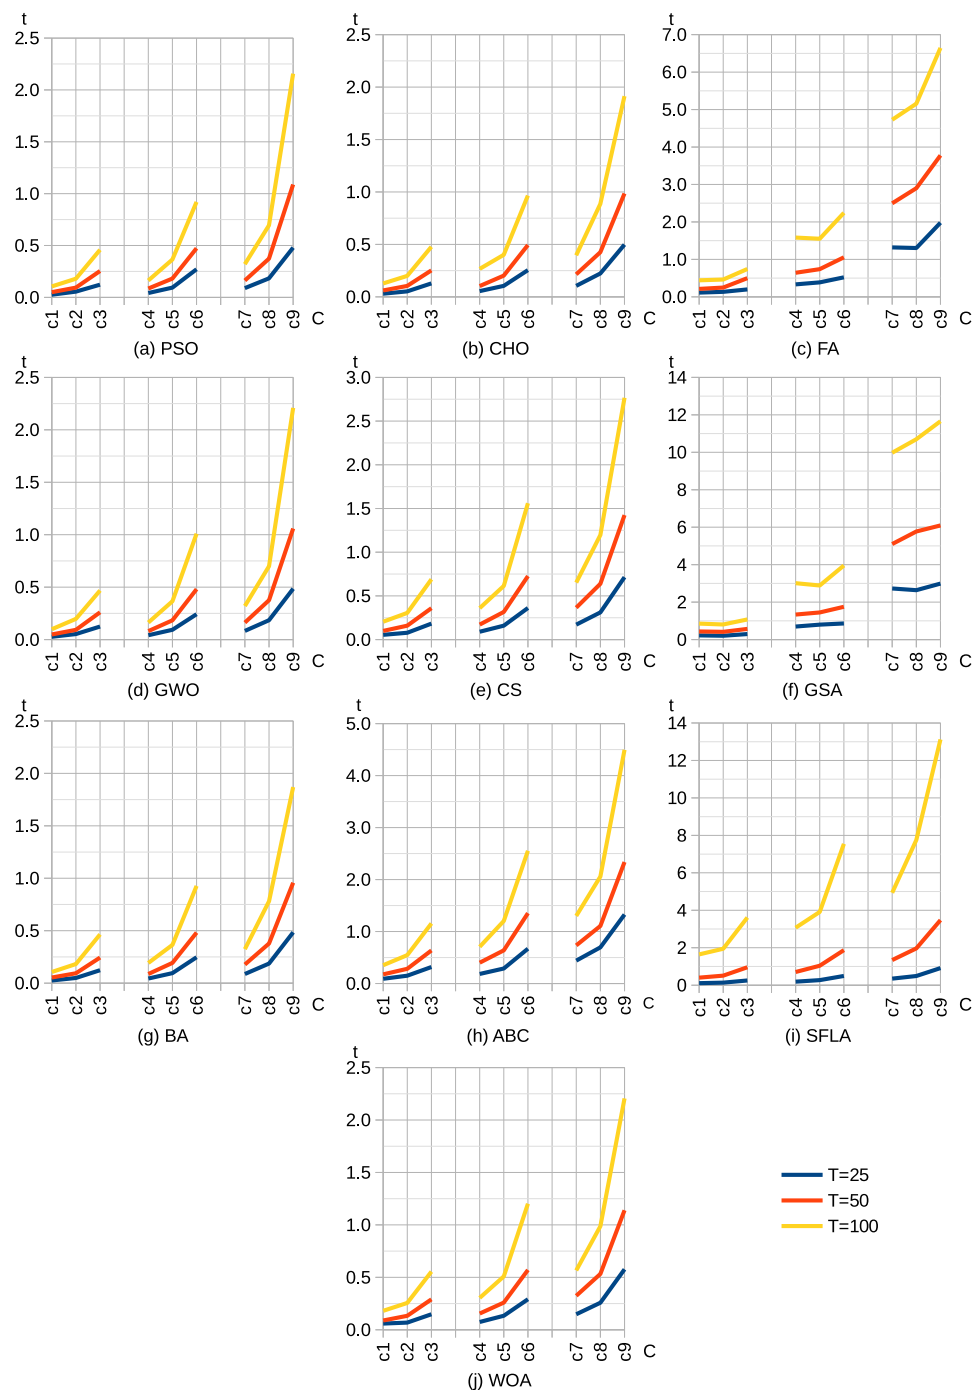 t
2.5
2.0
1.5
1.0
0.5
0.0
c1 c2 c3 c4 c5 c6 c7 c8 c9 C
(a) PSO
t
2.5
2.0
1.5
1.0
0.5
0.0
c1 c2 c3 c4 c5 c6 c7 c8 c9 C
(b) CHO
t
7.0
6.0
5.0
4.0
3.0
2.0
1.0
0.0
c1 c2 c3 c4 c5 c6 c7 c8 c9 C
(c) FA
t
2.5
2.0
1.5
1.0
0.5
0.0
c1 c2 c3 c4 c5 c6 c7 c8 c9 C
(d) GWO
t
3.0
2.5
2.0
1.5
1.0
0.5
0.0
c1 c2 c3 c4 c5 c6 c7 c8 c9 C
(e) CS
t
14
12
10
8
6
4
2
0
c1 c2 c3 c4 c5 c6 c7 c8 c9 C
(f) GSA
t
2.5
2.0
1.5
1.0
0.5
0.0
c1 c2 c3 c4 c5 c6 c7 c8 c9 C
(g) BA
t
5.0
4.0
3.0
2.0
1.0
0.0
c1 c2 c3 c4 c5 c6 c7 c8 c9 C
(h) ABC
t
14
12
10
8
6
4
2
0
c1 c2 c3 c4 c5 c6 c7 c8 c9 C
(i) SFLA
t
2.5
2.0
1.5
1.0
0.5
0.0
c1 c2 c3 c4 c5 c6 c7 c8 c9 C
(j) WOA
T=25
T=50
T=100